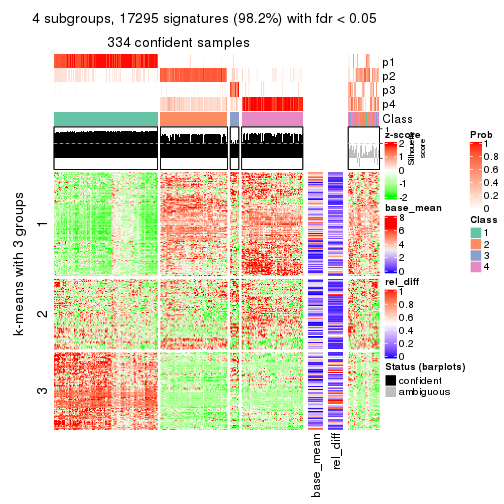 4 subgroups, 17295 signatures (98.2%) with fdr < 0.05
334 confident samples
p1
p2
p3
p4
Class
1
Silhouette
score
k-means with 3 groups
1
2
3
base_mean
rel_diff
z-score
2
1
0
-1
-2
base_mean
8
6
4
2
0
rel_diff
1
0.8
0.6
0.4
0.2
0
Status (barplots)
confident
ambiguous
Prob
1
0.8
0.6
0.4
0.2
0
Class
1
2
3
4